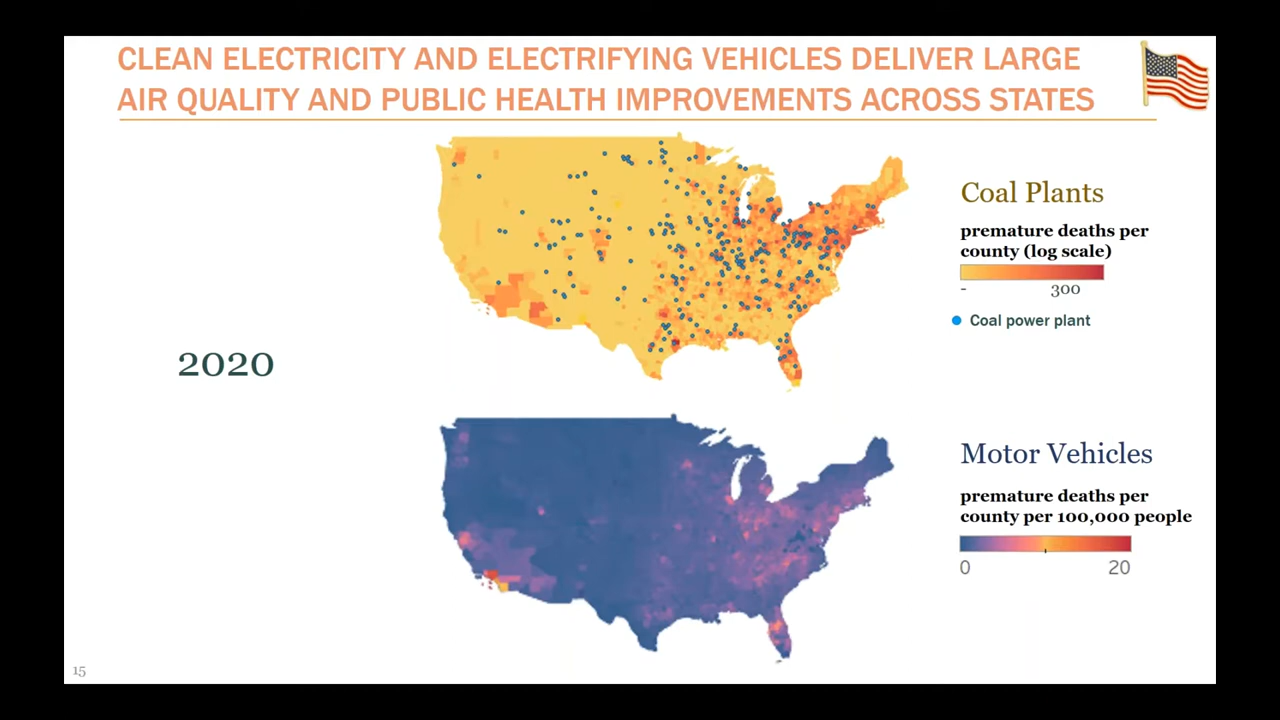 CLEAN ELECTRICITY AND ELECTRIFYING VEHICLES DELIVER LARGE
AIR QUALITY AND PUBLIC HEALTH IMPROVEMENTS ACROSS STATES
Coal Plants
premature deaths per
county (log scale)
- 300
Coal power plant
2020
Motor Vehicles
premature deaths per
county per 100,000 people
0 20
15